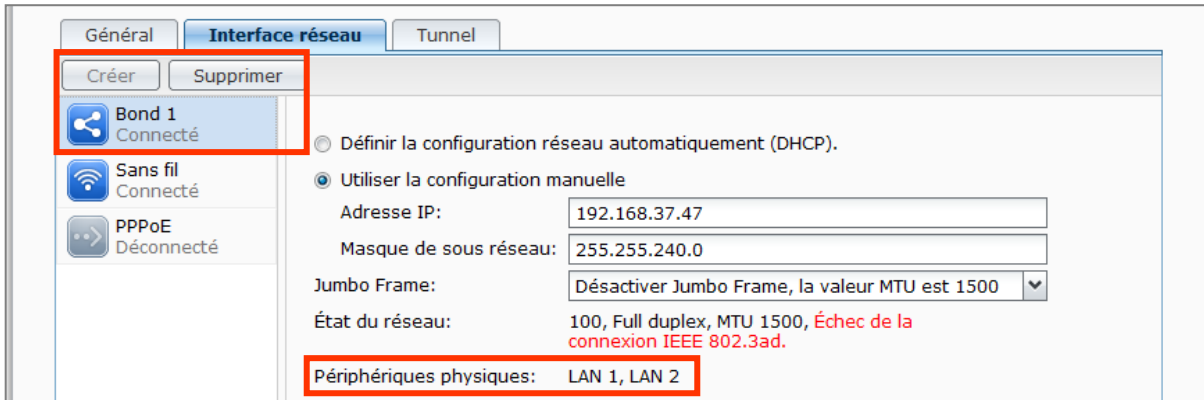 Général Interface réseau Tunnel
Créer Supprimer
Bond 1
Connecté
Sans fil
Connecté
PPPoE
Déconnecté
Définir la configuration réseau automatiquement (DHCP).
Utiliser la configuration manuelle
Adresse IP: 192.168.37.47
Masque de sous réseau: 255.255.240.0
Jumbo Frame: Désactiver Jumbo Frame, la valeur MTU est 1500
État du réseau: 100, Full duplex, MTU 1500, Échec de la
connexion IEEE 802.3ad.
Périphériques physiques: LAN 1, LAN 2